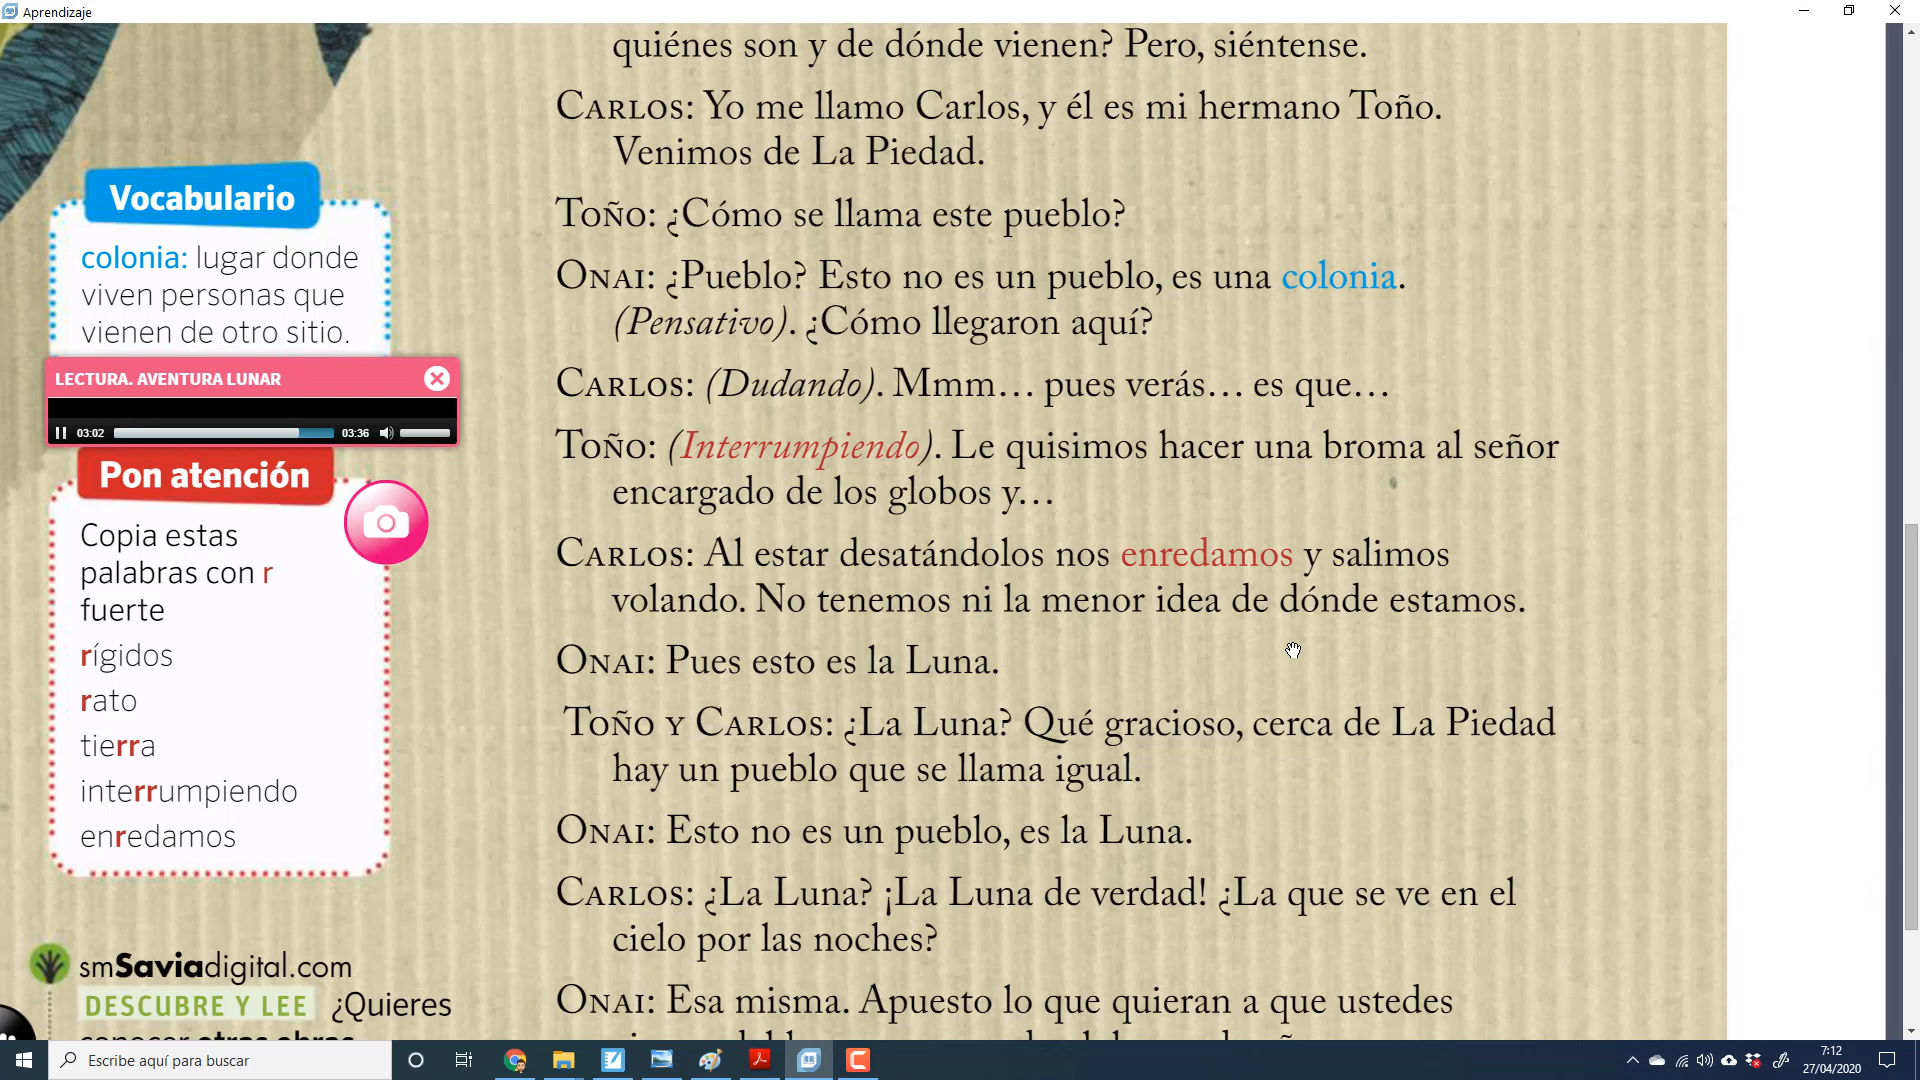 Aprendizaje
quiénes son y de dónde vienen? Pero, siéntense.
CARLOS: Yo me llamo Carlos, y él es mi hermano Toño.
Venimos de La Piedad.
TOÑO: ¿Cómo se llama este pueblo?
ONAI: ¿Pueblo? Esto no es un pueblo, es una colonia.
(Pensativo). ¿Cómo llegaron aquí?
CARLOS: (Dudando). Mmm… pues verás… es que…
TOÑO: (Interrumpiendo). Le quisimos hacer una broma al señor
encargado de los globos y…
CARLOS: Al estar desatándolos nos enredamos y salimos
volando. No tenemos ni la menor idea de dónde estamos.
ONAI: Pues esto es la Luna.
TOÑO Y CARLOS: ¿La Luna? Qué gracioso, cerca de La Piedad
hay un pueblo que se llama igual.
ONAI: Esto no es un pueblo, es la Luna.
CARLOS: ¿La Luna? ¡La Luna de verdad! ¿La que se ve en el
cielo por las noches?
ONAI: Esa misma. Apuesto lo que quieran a que ustedes
Vocabulario
colonia: lugar donde
viven personas que
vienen de otro sitio.
LECTURA. AVENTURA LUNAR
03:02 03:36
Pon atención
Copia estas
palabras con r
fuerte
rígidos
rato
tierra
interrumpiendo
enredamos
smSaviadigital.com
DESCUBRE Y LEE ¿Quieres
conocer otras obras
Escribe aquí para buscar
7:12
27/04/2020